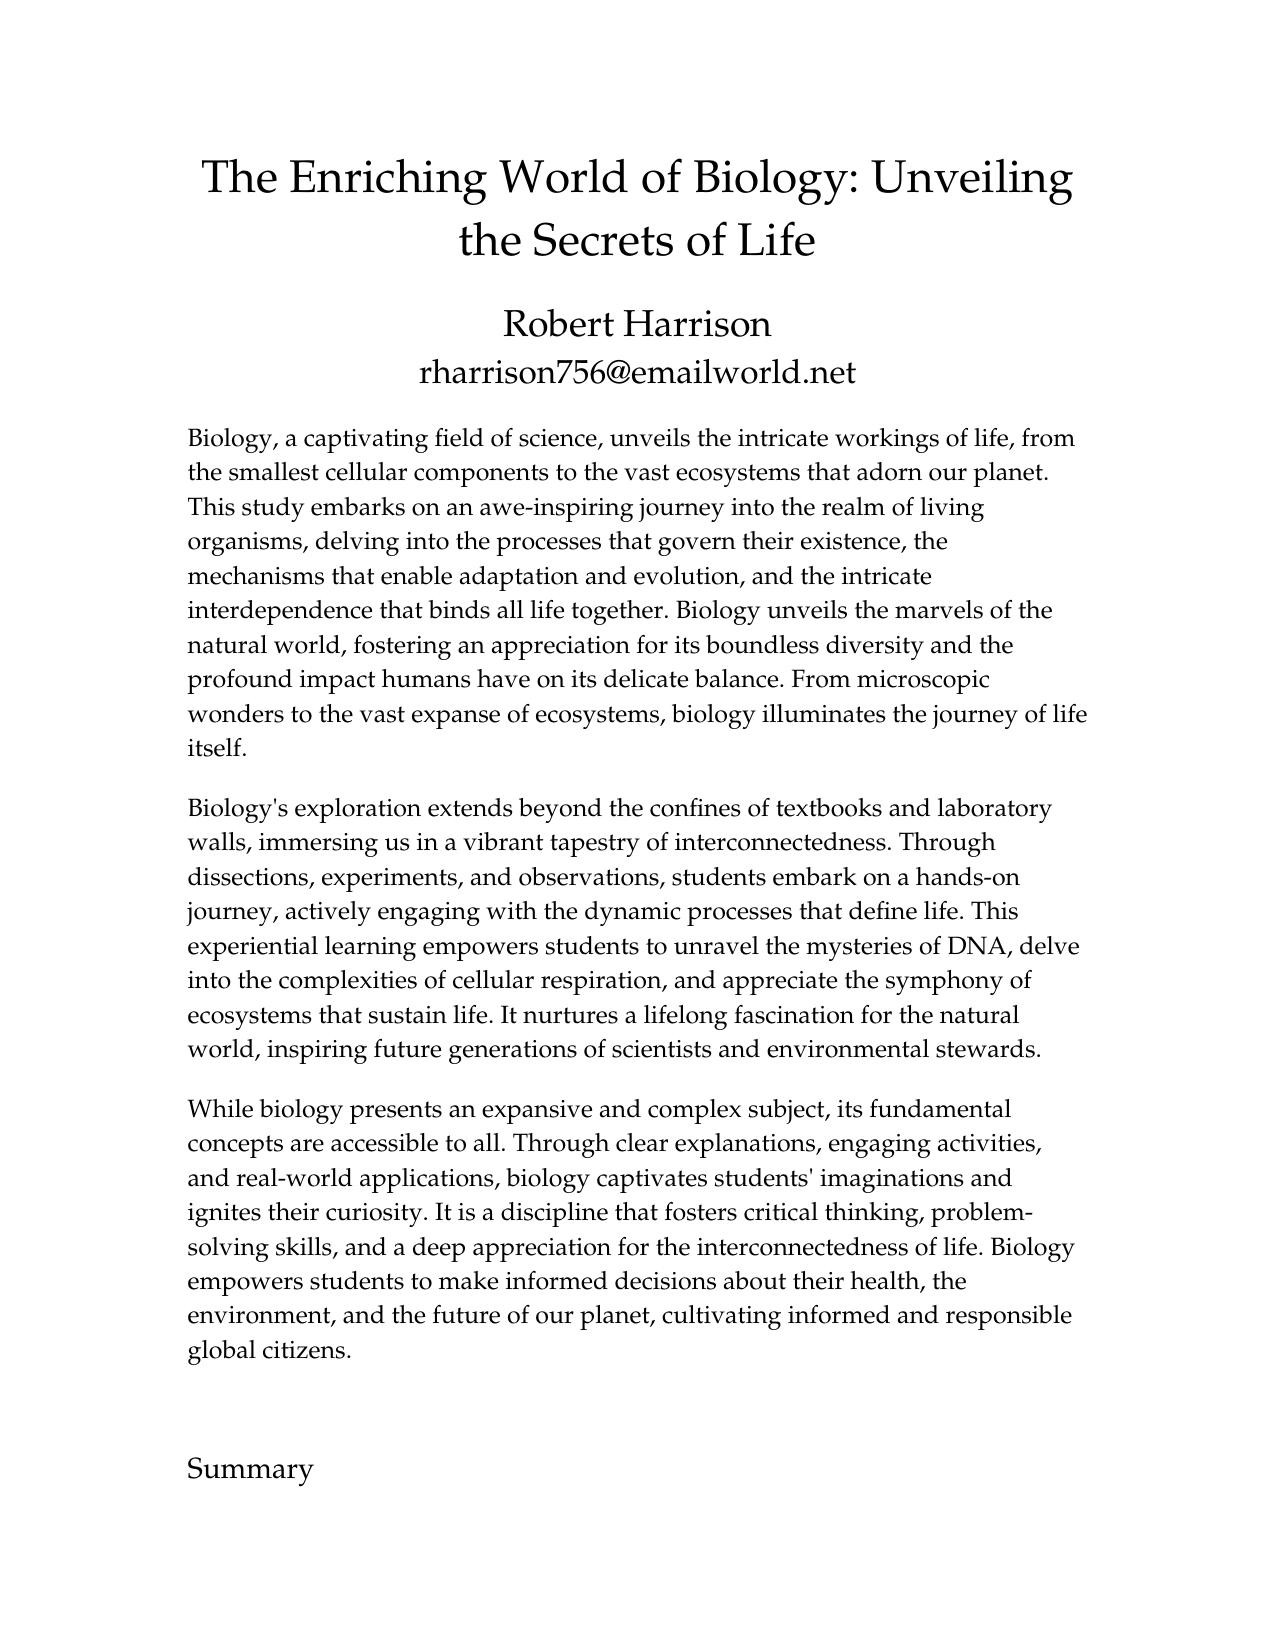 The Enriching World of Biology: Unveiling
the Secrets of Life
Robert Harrison
rharrison756@emailworld.net
Biology, a captivating field of science, unveils the intricate workings of life, from
the smallest cellular components to the vast ecosystems that adorn our planet.
This study embarks on an awe-inspiring journey into the realm of living
organisms, delving into the processes that govern their existence, the
mechanisms that enable adaptation and evolution, and the intricate
interdependence that binds all life together. Biology unveils the marvels of the
natural world, fostering an appreciation for its boundless diversity and the
profound impact humans have on its delicate balance. From microscopic
wonders to the vast expanse of ecosystems, biology illuminates the journey of life
itself.
Biology's exploration extends beyond the confines of textbooks and laboratory
walls, immersing us in a vibrant tapestry of interconnectedness. Through
dissections, experiments, and observations, students embark on a hands-on
journey, actively engaging with the dynamic processes that define life. This
experiential learning empowers students to unravel the mysteries of DNA, delve
into the complexities of cellular respiration, and appreciate the symphony of
ecosystems that sustain life. It nurtures a lifelong fascination for the natural
world, inspiring future generations of scientists and environmental stewards.
While biology presents an expansive and complex subject, its fundamental
concepts are accessible to all. Through clear explanations, engaging activities,
and real-world applications, biology captivates students' imaginations and
ignites their curiosity. It is a discipline that fosters critical thinking, problem-
solving skills, and a deep appreciation for the interconnectedness of life. Biology
empowers students to make informed decisions about their health, the
environment, and the future of our planet, cultivating informed and responsible
global citizens.
Summary